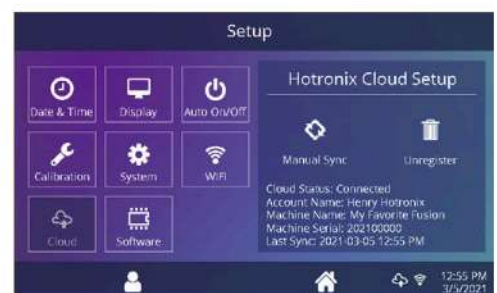 Setup
Date & Time
Display
Auto On/Off
Calibration
System
WiFi
Cloud
Software
Hotronix Cloud Setup
Manual Sync
Unregister
Cloud Status: Connected
Account Name: Henry Hotronix
Machine Name: My Favorite Fusion
Machine Serial: 202100000
Last Sync: 2021-03-05 12:55 PM
12:55 PM
3/5/2021